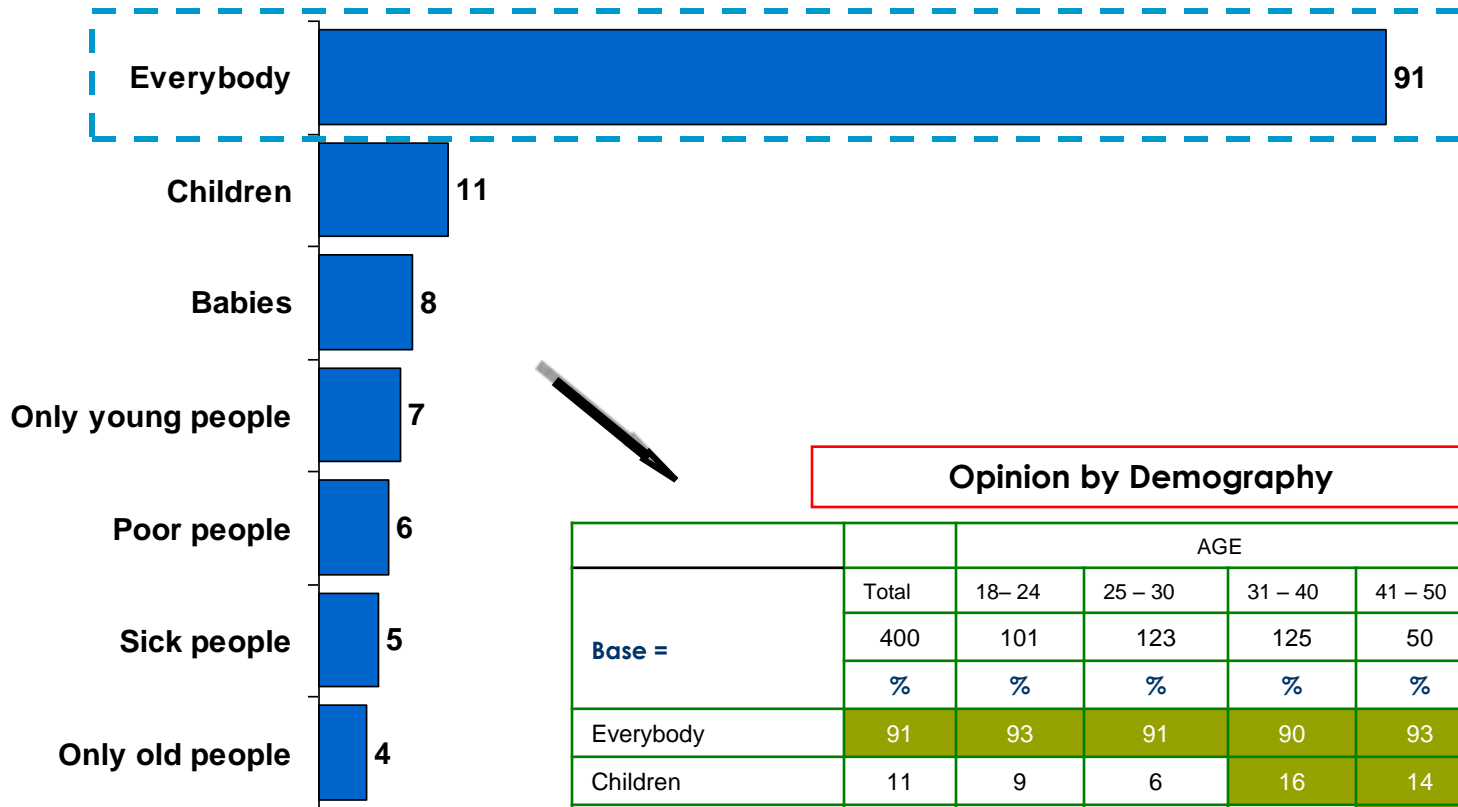 Everybody 91
Children 11
Babies 8
Only young people 7
Poor people 6
Sick people 5
Only old people 4
Opinion by Demography
AGE
Total 18– 24 25 – 30 31 – 40 41 – 50
Base = 400 101 123 125 50
% % % % %
Everybody 91 93 91 90 93
Children 11 9 6 16 14